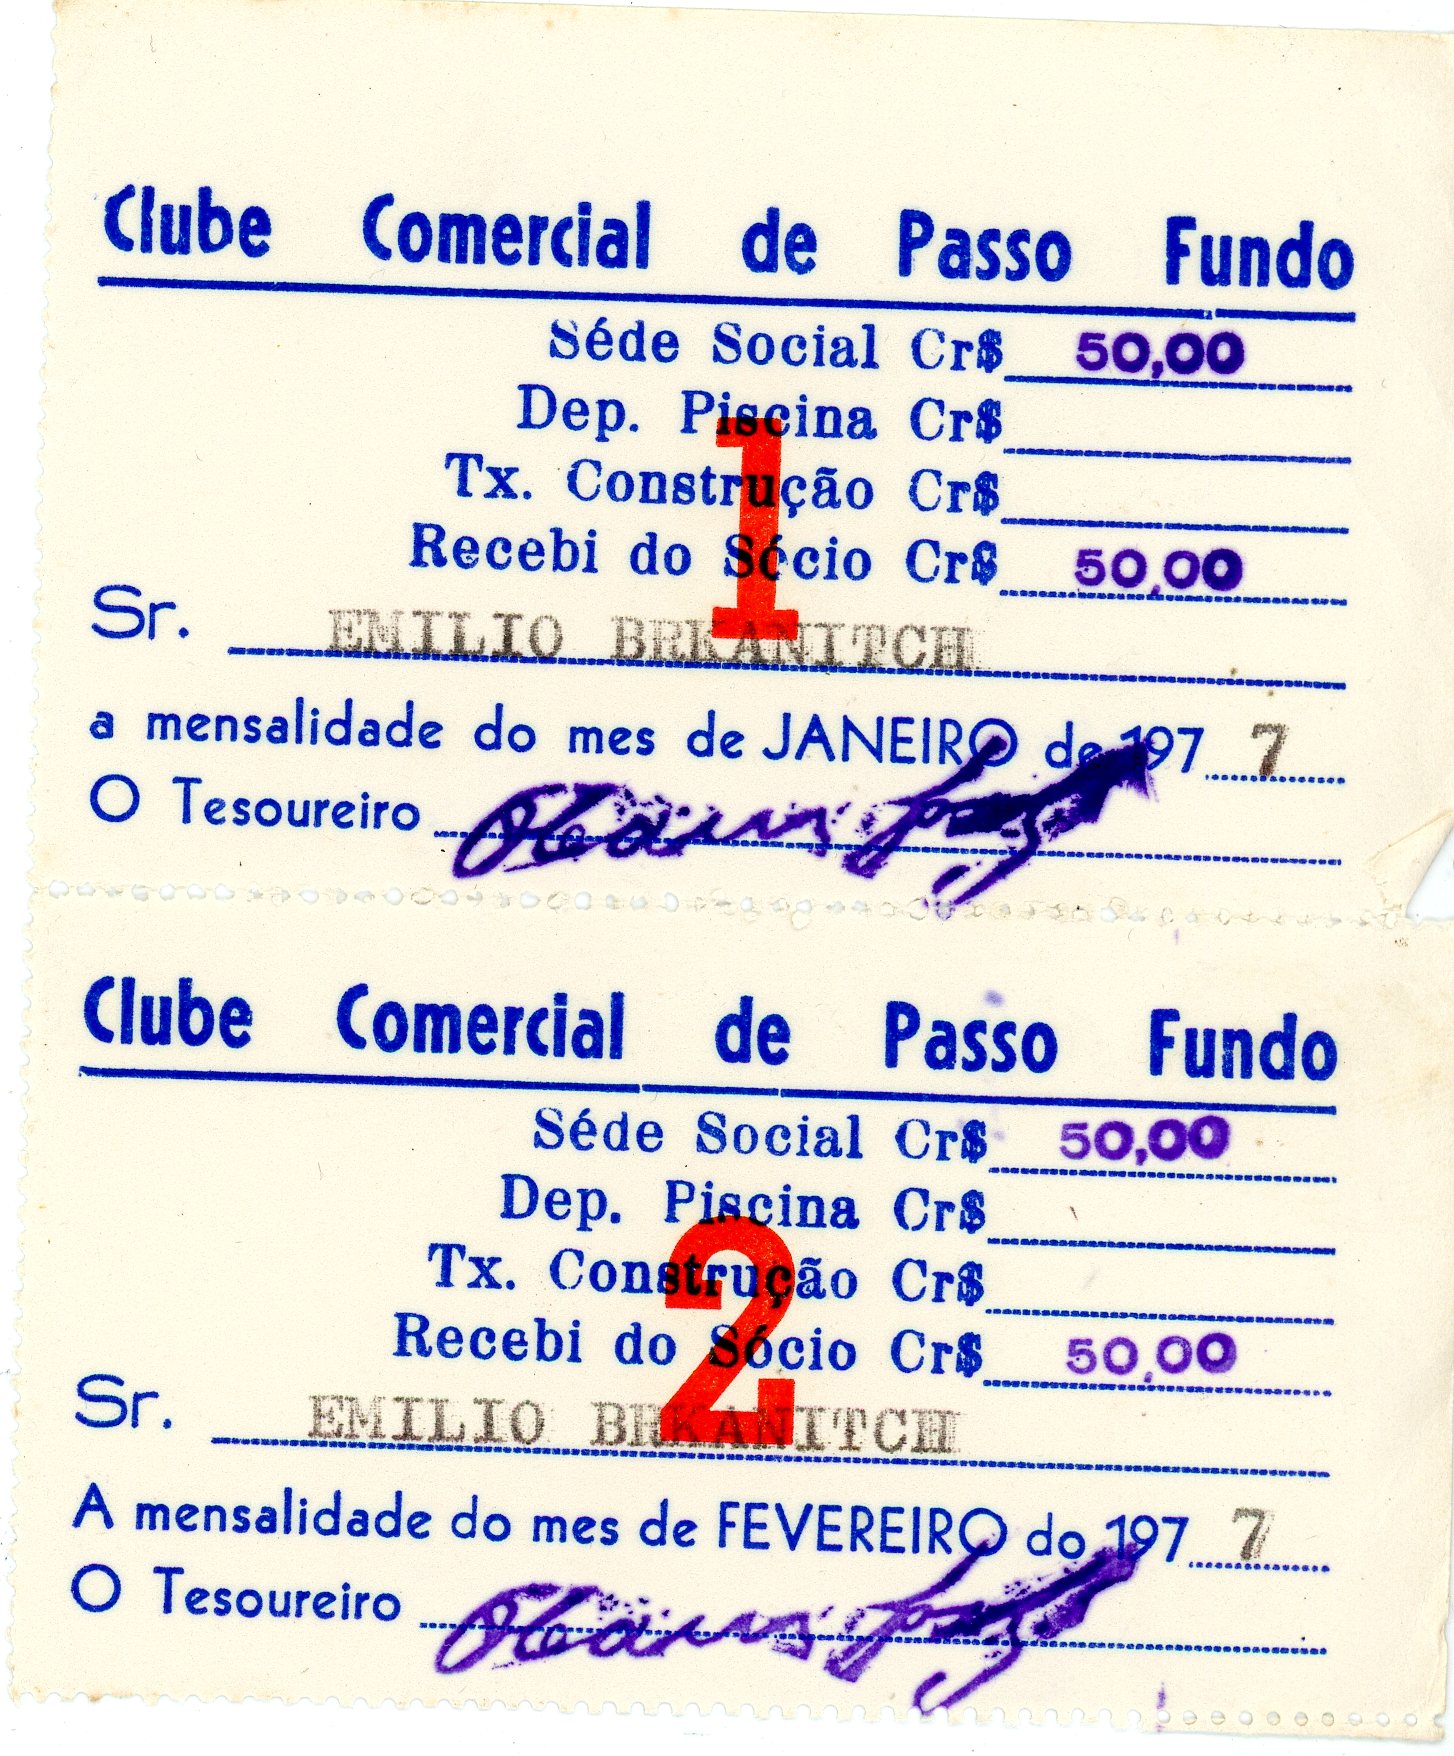 Clube Comercial de Passo Fundo
Séde Social Cr$ 50,00
Dep. Piscina Cr$
Tx. Construção Cr$
Recebi do Sócio Cr$ 50,00
1
Sr. EMILIO BRKANITCH
a mensalidade do mes de JANEIRO de 197 7
O Tesoureiro
Clube Comercial de Passo Fundo
Séde Social Cr$ 50,00
Dep. Piscina Cr$
Tx. Construção Cr$
Recebi do Sócio Cr$ 50,00
2
Sr. EMILIO BRKANITCH
A mensalidade do mes de FEVEREIRO do 197 7
O Tesoureiro